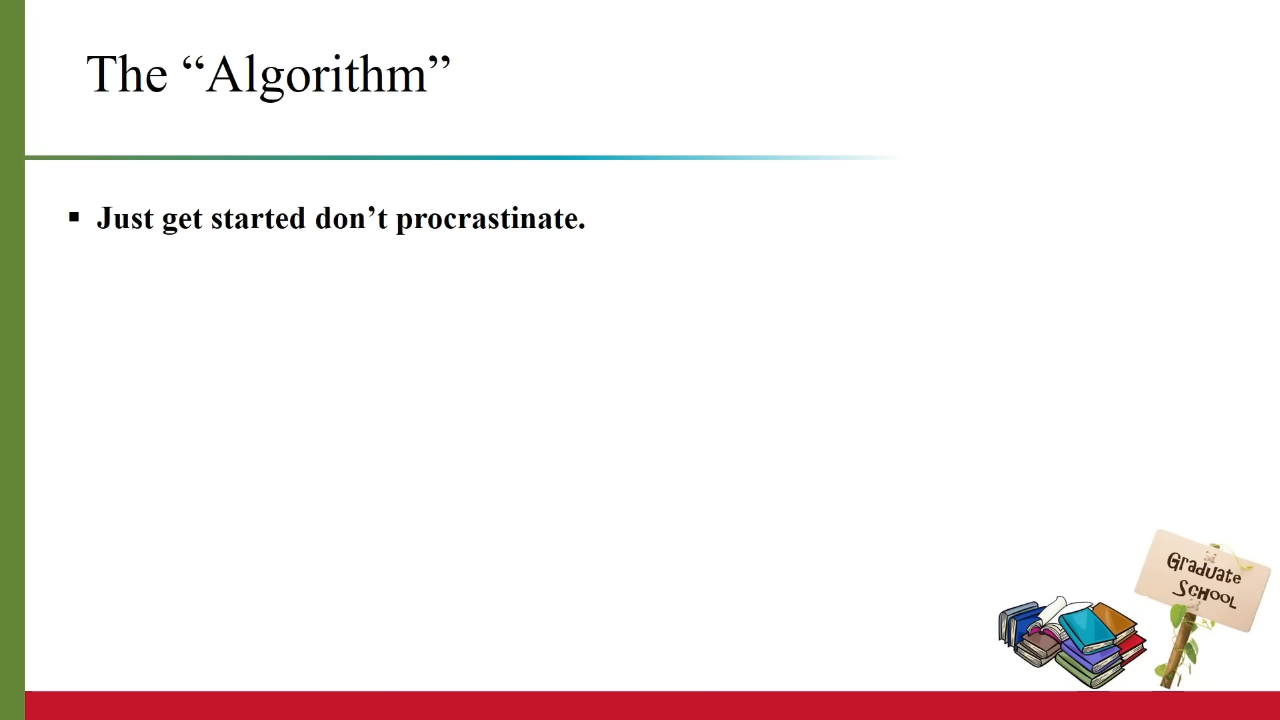 The “Algorithm”
▪ Just get started don’t procrastinate.
Graduate
SCHOOL